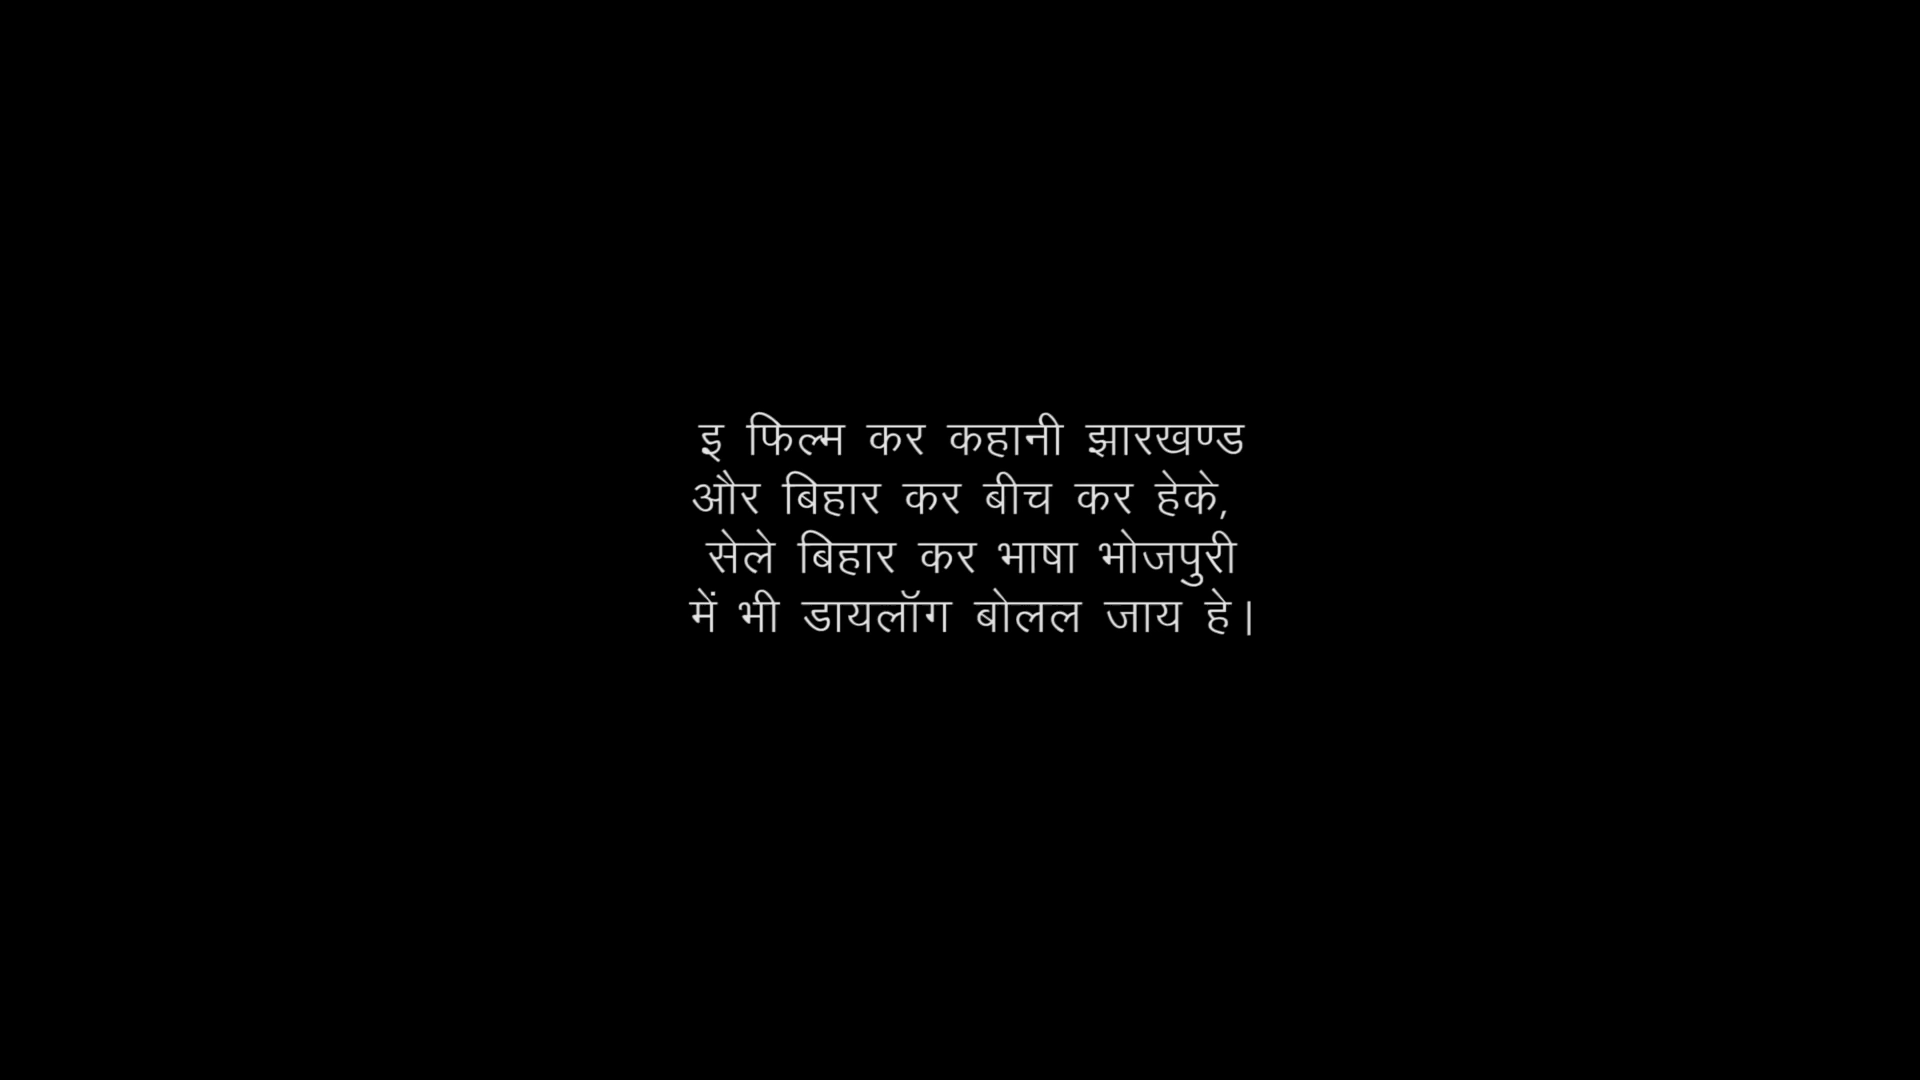 इ फिल्म कर कहानी झारखण्ड
और बिहार कर बीच कर हेके,
सेले बिहार कर भाषा भोजपुरी
में भी डायलॉग बोलल जाय हे।